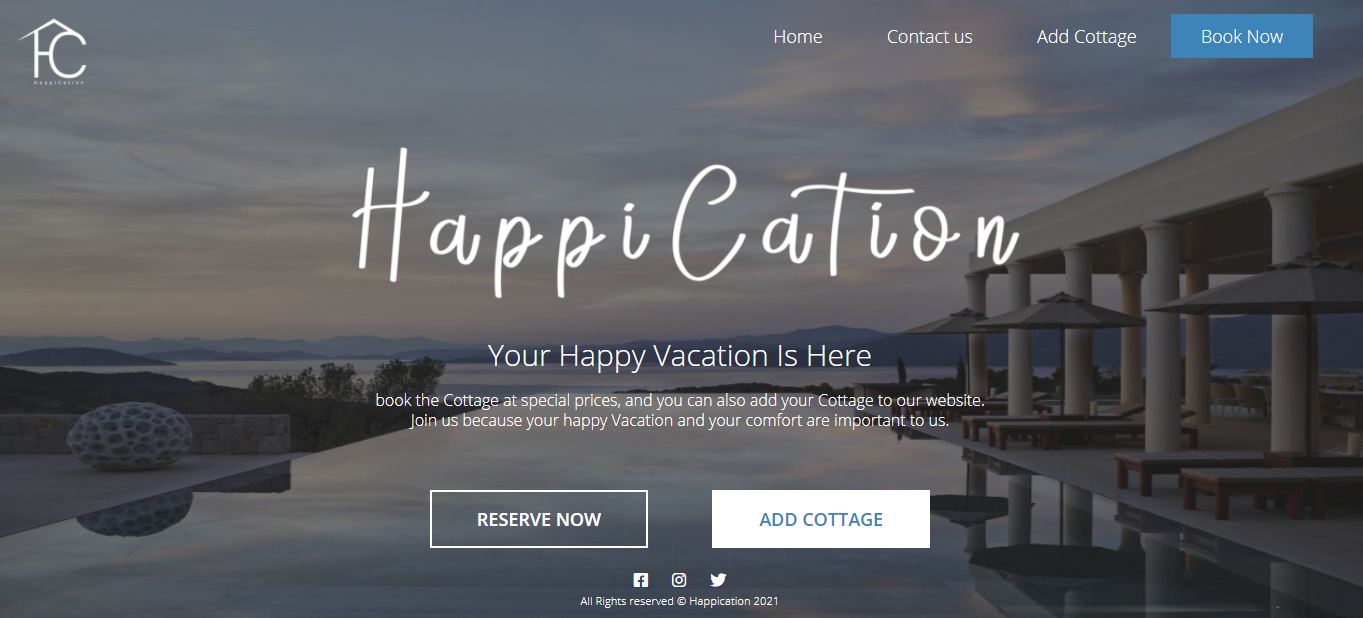 HC
HappiCation
Home
Contact us
Add Cottage
Book Now
HappiCation
Your Happy Vacation Is Here
book the Cottage at special prices, and you can also add your Cottage to our website.
Join us because your happy Vacation and your comfort are important to us.
RESERVE NOW
ADD COTTAGE
All Rights reserved © Happication 2021